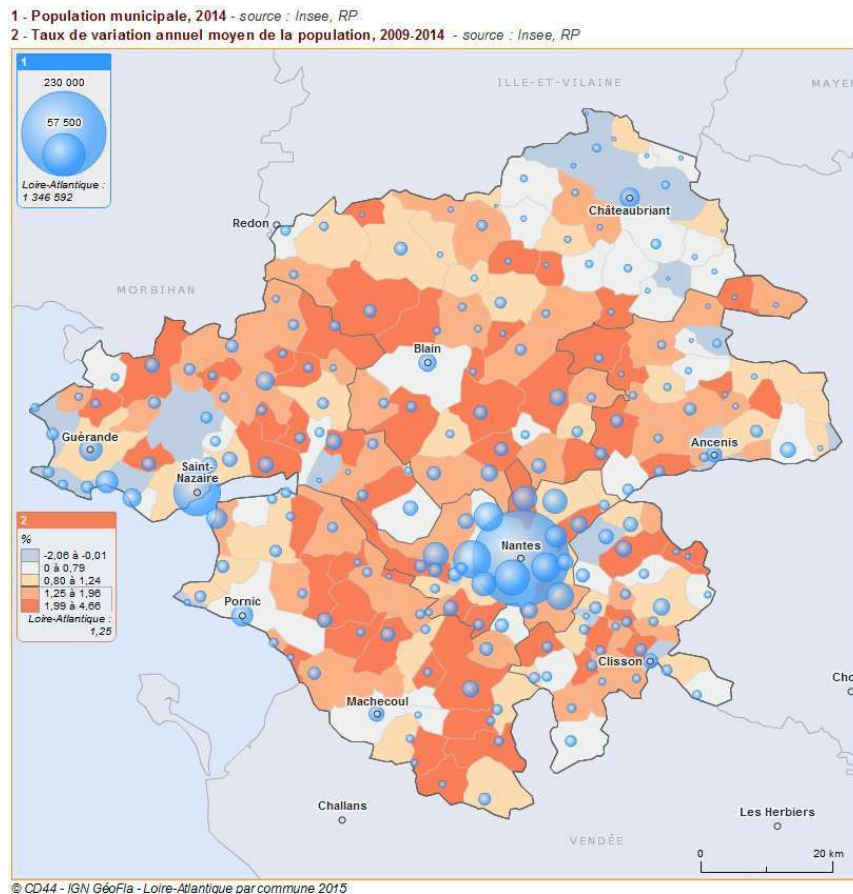 1 - Population municipale, 2014 - source : Insee, RP
2 - Taux de variation annuel moyen de la population, 2009-2014 - source : Insee, RP
1
230 000
57 500
Loire-Atlantique :
1 346 592
ILLE-ET-VILAINE
MAYEN
Châteaubriant
Redon
MORBIHAN
Blain
Guérande
Saint-
Nazaire
Ancenis
2
%
-2,06 à -0,01
0 à 0,79
0,80 à 1,24
1,25 à 1,96
1,99 à 4,66
Loire-Atlantique :
1,25
Nantes
Pornic
Clisson
Cho
Machecoul
Challans
Les Herbiers
VENDÉE
0 20 km
© CD44 - IGN GéoFla - Loire-Atlantique par commune 2015